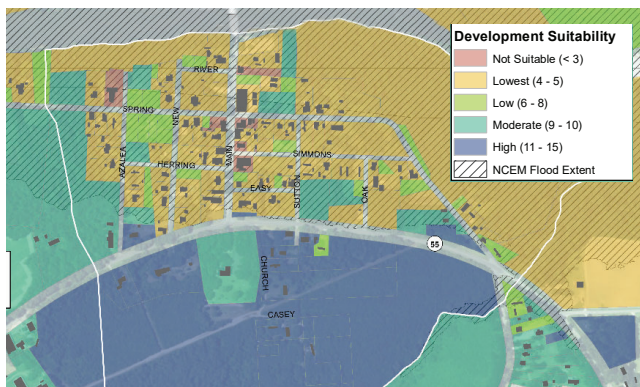 Development Suitability
Not Suitable (< 3)
Lowest (4 - 5)
Low (6 - 8)
Moderate (9 - 10)
High (11 - 15)
NCEM Flood Extent
RIVER
SPRING
NEW
MAIN
AZALEA
HERRING
SIMMONS
EASY
SUTTON
OAK
55
CHURCH
CASEY